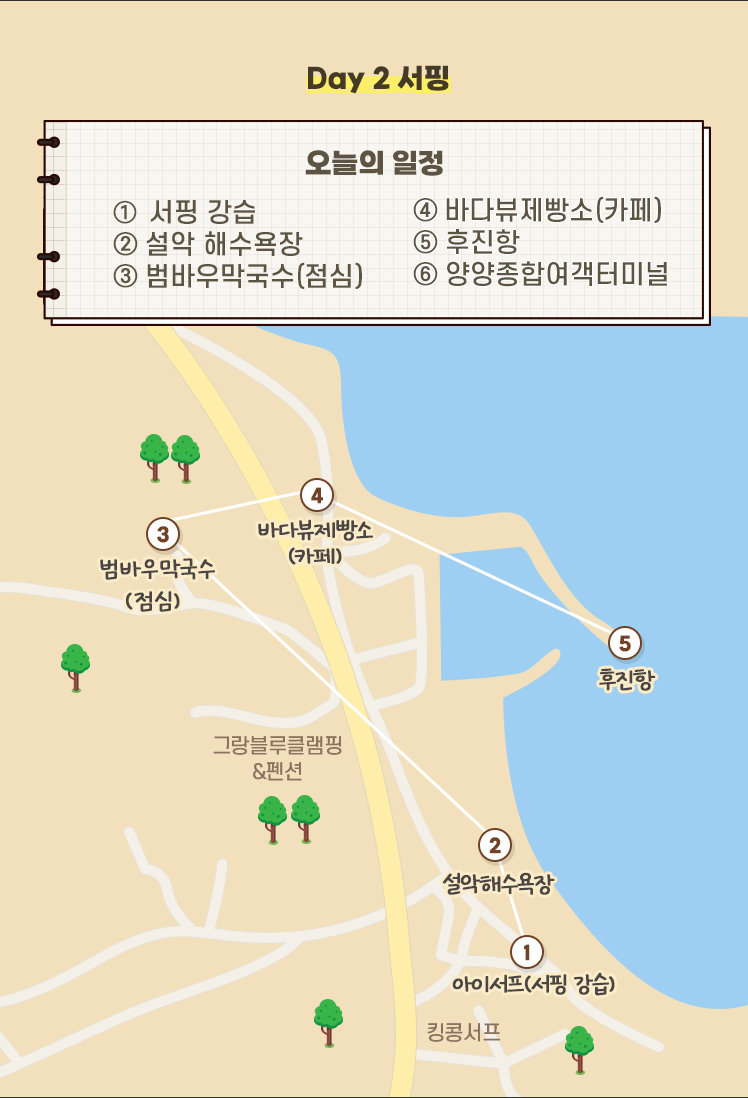 Day 2 서핑
오늘의 일정
① 서핑 강습
② 설악 해수욕장
③ 범바우막국수(점심)
④ 바다뷰제빵소(카페)
⑤ 후진항
⑥ 양양종합여객터미널
4
바다뷰제빵소
(카페)
3
범바우막국수
(점심)
5
후진항
그랑블루클램핑
&펜션
2
설악해수욕장
1
아이서프(서핑 강습)
킹콩서프